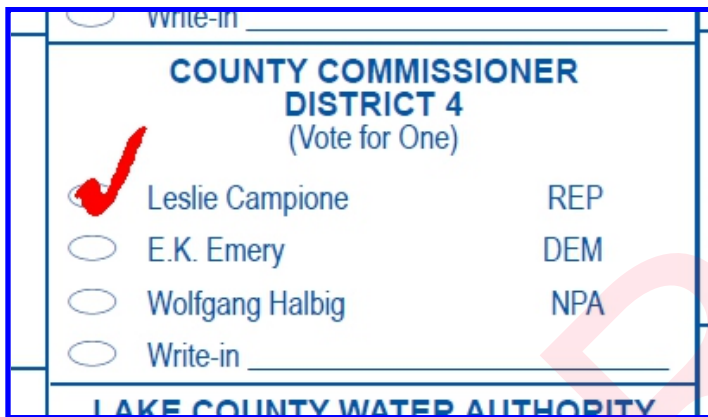 Write-in
COUNTY COMMISSIONER
DISTRICT 4
(Vote for One)
Leslie Campione REP
E.K. Emery DEM
Wolfgang Halbig NPA
Write-in
LAKE COUNTY WATER AUTHORITY